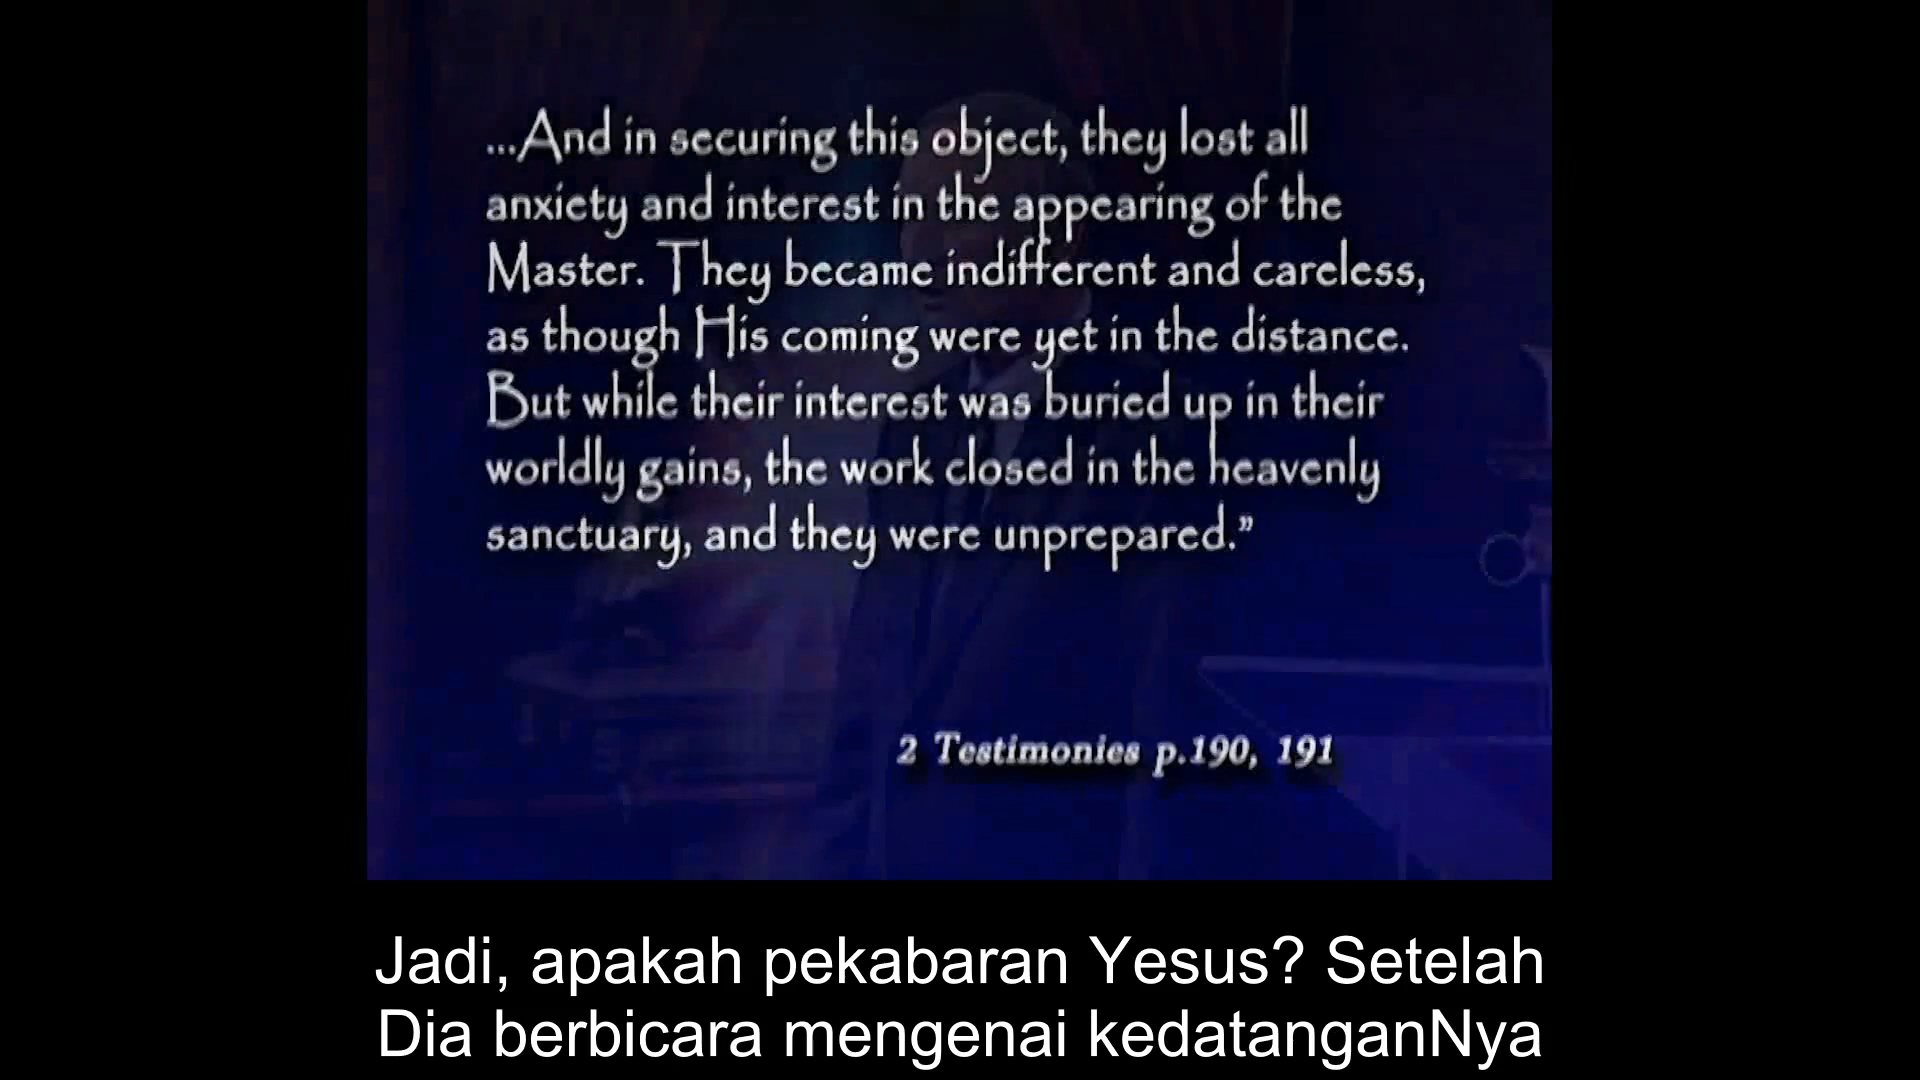 ...And in securing this object, they lost all
anxiety and interest in the appearing of the
Master. They became indifferent and careless,
as though His coming were yet in the distance.
But while their interest was buried up in their
worldly gains, the work closed in the heavenly
sanctuary, and they were unprepared.”
2 Testimonies p.190, 191
Jadi, apakah pekabaran Yesus? Setelah
Dia berbicara mengenai kedatanganNya